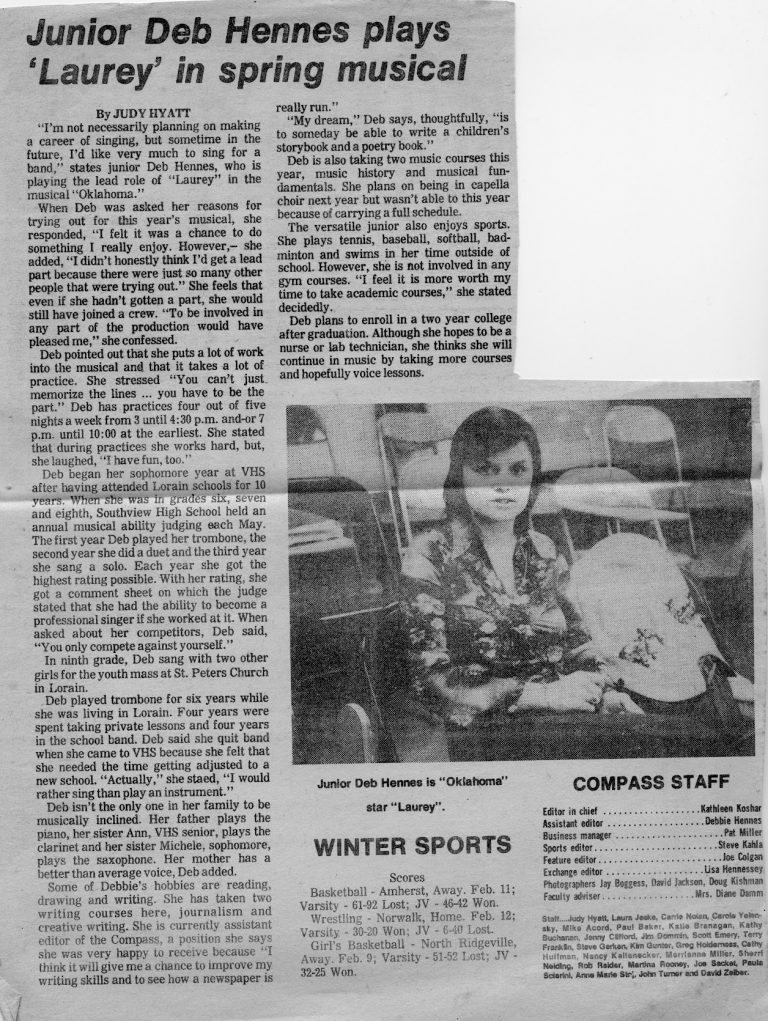 Junior Deb Hennes plays
‘Laurey’ in spring musical
By JUDY HYATT
“I’m not necessarily planning on making
a career of singing, but sometime in the
future, I’d like very much to sing for a
band,” states junior Deb Hennes, who is
playing the lead role of “Laurey” in the
musical “Oklahoma.”
When Deb was asked her reasons for
trying out for this year’s musical, she
responded, “I felt it was a chance to do
something I really enjoy. However,– she
added, “I didn’t honestly think I’d get a lead
part because there were just so many other
people that were trying out.” She feels that
even if she hadn’t gotten a part, she would
still have joined a crew. “To be involved in
any part of the production would have
pleased me,” she confessed.
Deb pointed out that she puts a lot of work
into the musical and that it takes a lot of
practice. She stressed “You can’t just
memorize the lines ... you have to be the
part.” Deb has practices four out of five
nights a week from 3 until 4:30 p.m. and-or 7
p.m. until 10:00 at the earliest. She stated
that during practices she works hard, but,
she laughed, “I have fun, too.”
Deb began her sophomore year at VHS
after having attended Lorain schools for 10
years. When she was in grades six, seven
and eighth, Southview High School held an
annual musical ability judging each May.
The first year Deb played her trombone, the
second year she did a duet and the third year
she sang a solo. Each year she got the
highest rating possible. With her rating, she
got a comment sheet on which the judge
stated that she had the ability to become a
professional singer if she worked at it. When
asked about her competitors, Deb said,
“You only compete against yourself.”
In ninth grade, Deb sang with two other
girls for the youth mass at St. Peters Church
in Lorain.
Deb played trombone for six years while
she was living in Lorain. Four years were
spent taking private lessons and four years
in the school band. Deb said she quit band
when she came to VHS because she felt that
she needed the time getting adjusted to a
new school. “Actually,” she staed, “I would
rather sing than play an instrument.”
Deb isn’t the only one in her family to be
musically inclined. Her father plays the
piano, her sister Ann, VHS senior, plays the
clarinet and her sister Michele, sophomore,
plays the saxophone. Her mother has a
better than average voice, Deb added.
Some of Debbie’s hobbies are reading,
drawing and writing. She has taken two
writing courses here, journalism and
creative writing. She is currently assistant
editor of the Compass, a position she says
she was very happy to receive because “I
think it will give me a chance to improve my
writing skills and to see how a newspaper is
really run.”
“My dream,” Deb says, thoughtfully, “is
to someday be able to write a children’s
storybook and a poetry book.”
Deb is also taking two music courses this
year, music history and musical fun-
damentals. She plans on being in capella
choir next year but wasn’t able to this year
because of carrying a full schedule.
The versatile junior also enjoys sports.
She plays tennis, baseball, softball, bad-
minton and swims in her time outside of
school. However, she is not involved in any
gym courses. “I feel it is more worth my
time to take academic courses,” she stated
decidedly.
Deb plans to enroll in a two year college
after graduation. Although she hopes to be a
nurse or lab technician, she thinks she will
continue in music by taking more courses
and hopefully voice lessons.
Junior Deb Hennes is “Oklahoma”
star “Laurey”.
WINTER SPORTS
Scores
Basketball - Amherst, Away. Feb. 11;
Varsity - 61-92 Lost; JV - 46-42 Won.
Wrestling - Norwalk, Home. Feb. 12;
Varsity - 30-20 Won; JV - 6-40 Lost.
Girl’s Basketball - North Ridgeville,
Away. Feb. 9; Varsity - 51-52 Lost; JV -
32-25 Won.
COMPASS STAFF
Editor in chief ....................Kathleen Koshar
Assistant editor ....................Debbie Hennes
Business manager ....................Pat Miller
Sports editor....................Steve Kahla
Feature editor....................Joe Colgan
Exchange editor ....................Lisa Hennessey
Photographers Jay Boggess, David Jackson, Doug Kishman
Faculty adviser....................Mrs. Diane Damm
Staff....Judy Hyatt, Laura Jeske, Carrie Nolen, Carole Yelen-
sky, Mike Acord, Paul Baker, Katie Branagan, Kathy
Buchanan, Jenny Clifford, Jim Dommin, Scott Emery, Terry
Franklin, Steve Gerken, Kim Gunter, Greg Holderness, Cathy
Huffman, Nancy Kaltenecker, Merrianne Miller, Sherri
Neiding, Rob Raider, Martina Rooney, Joe Sacket, Paula
Sclarini, Anne Marie John Turner and David Zeiber.